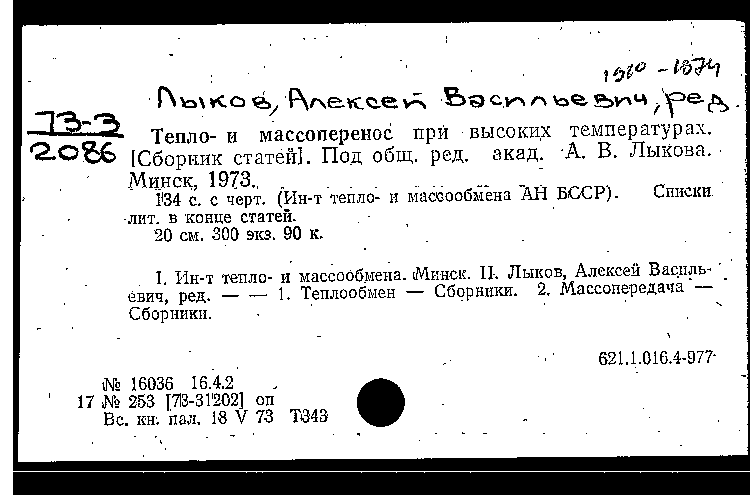 1910 - 1974
Лыков, Алексей Васильевич, ред.
73-3
2086
Тепло- и массоперенос при высоких температурах.
[Сборник статей]. Под общ. ред. акад. А. В. Лыкова.
Минск, 1973.
134 с. с черт. (Ин-т тепло- и массообмена АН БССР). Списки
лит. в конце статей.
20 см. 300 экз. 90 к.
I. Ин-т тепло- и массообмена. Минск. II. Лыков, Алексей Василь-
евич, ред. — — 1. Теплообмен — Сборники. 2. Массопередача —
Сборники.
621.1.016.4-977
№ 16036 16.4.2
17 № 253 [73-31202] оп
Вс. кн. пал. 18 V 73 Т343